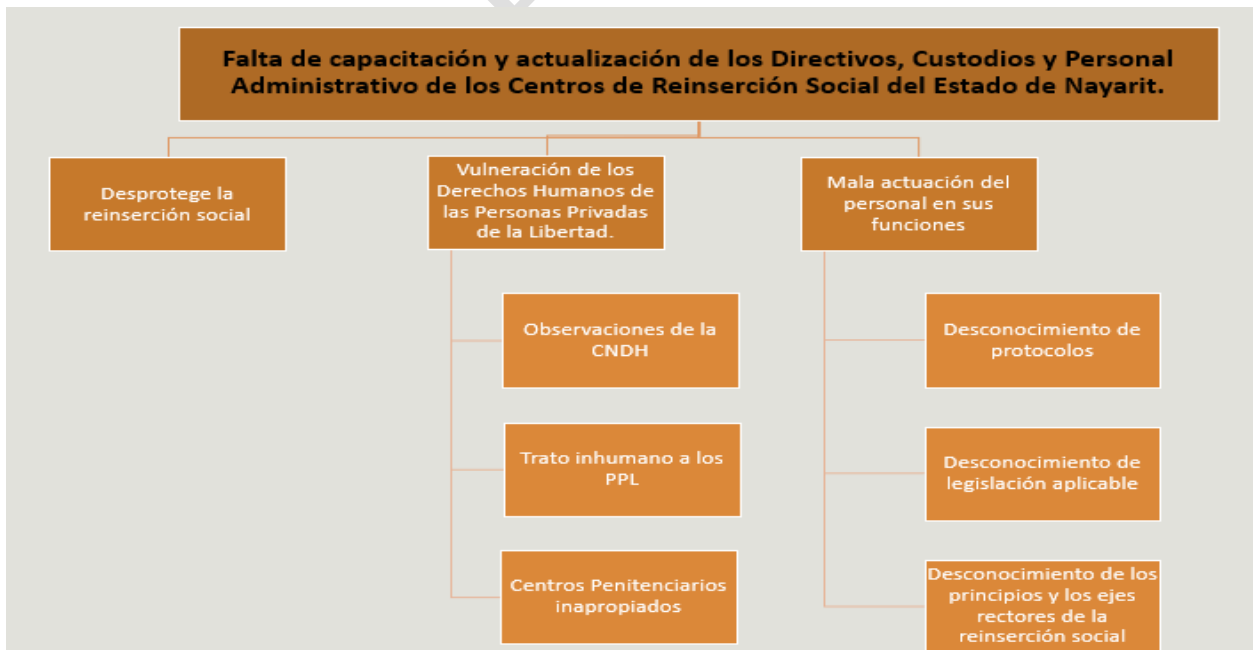 Falta de capacitación y actualización de los Directivos, Custodios y Personal
Administrativo de los Centros de Reinserción Social del Estado de Nayarit.
Desprotege la
reinserción social
Vulneración de los
Derechos Humanos de
las Personas Privadas
de la Libertad.
Observaciones de la
CNDH
Trato inhumano a los
PPL
Centros Penitenciarios
inapropiados
Mala actuación del
personal en sus
funciones
Desconocimiento de
protocolos
Desconocimiento de
legislación aplicable
Desconocimiento de los
principios y los ejes
rectores de la
reinserción social